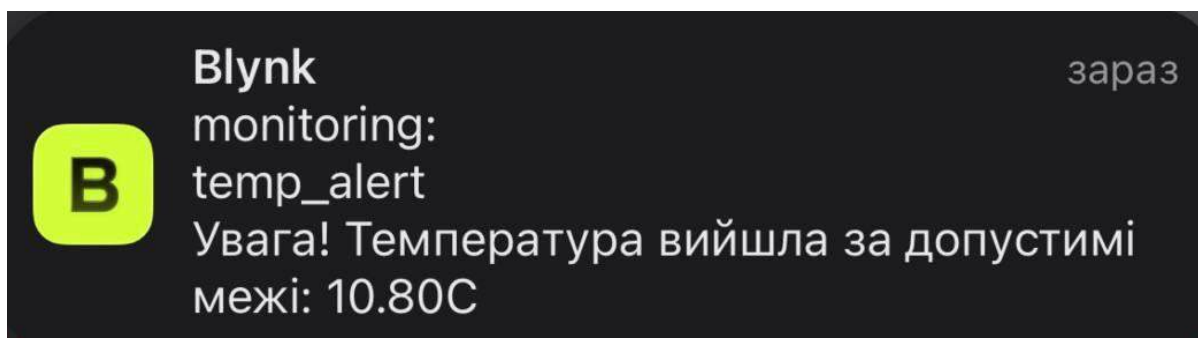 Blynk
зараз
monitoring:
B
temp_alert
Увага! Температура вийшла за допустимі
межі: 10.80C